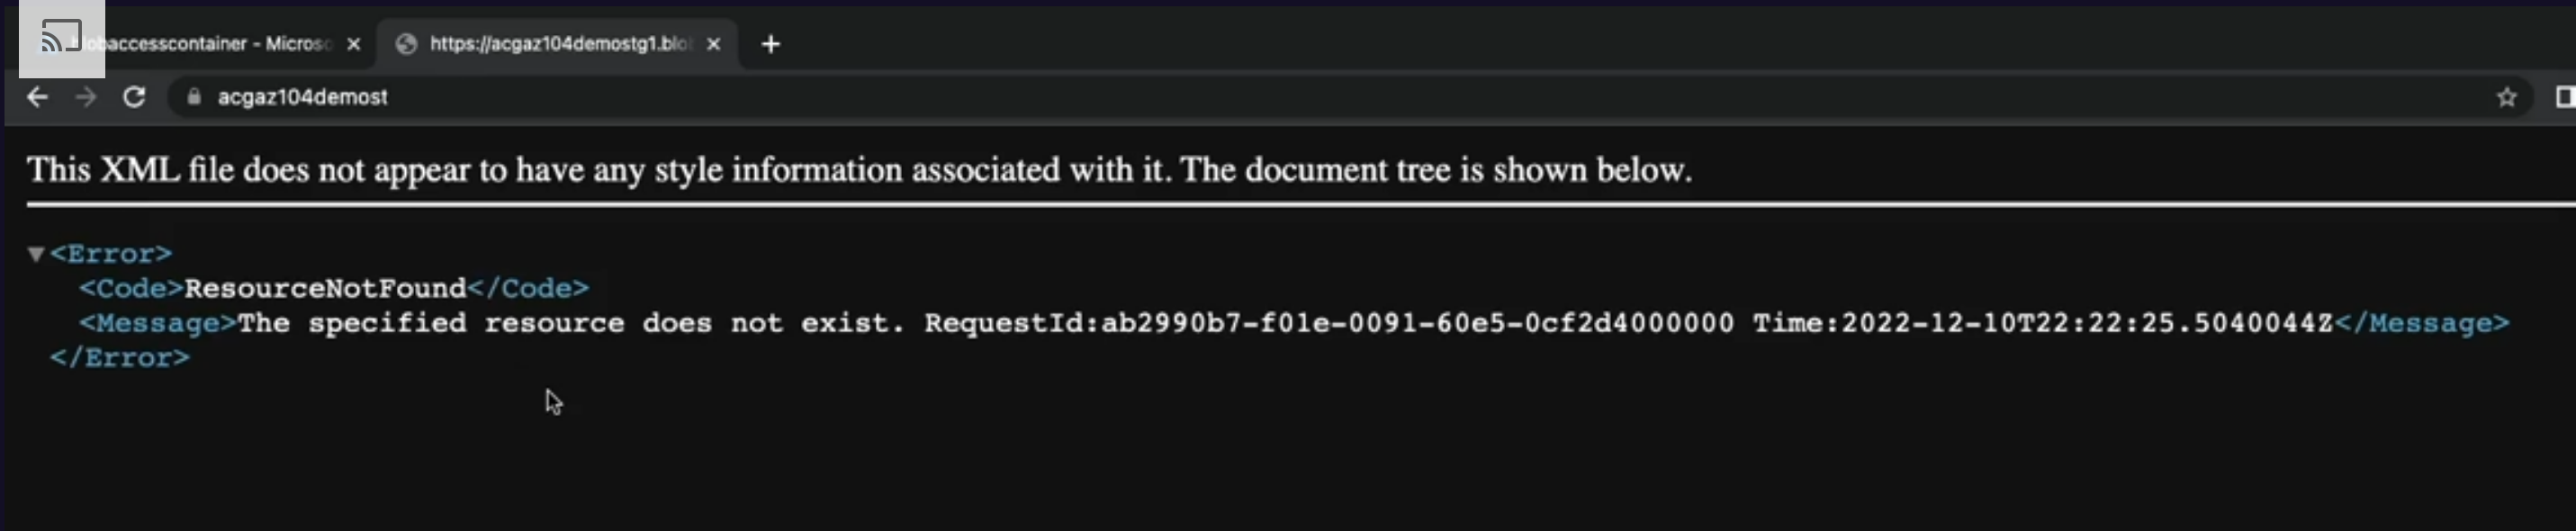 blobaccesscontainer - Microso
https://acgaz104demostg1.blo
acgaz104demost
This XML file does not appear to have any style information associated with it. The document tree is shown below.
▼<Error>
<Code>ResourceNotFound</Code>
<Message>The specified resource does not exist. RequestId:ab2990b7-f01e-0091-60e5-0cf2d4000000 Time:2022-12-10T22:22:25.5040044Z</Message>
</Error>